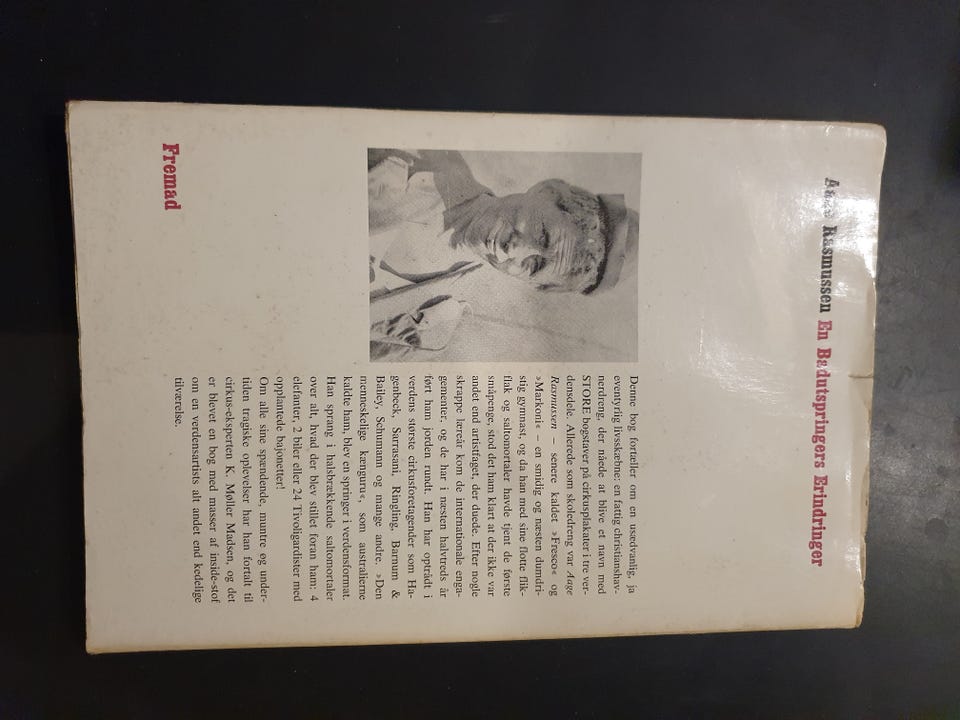 Aage Rasmussen En Badutspringers Erindringer
Denne bog fortæller om en usædvanlig, ja
eventyrlig livsskæbne: en fattig christianshav-
nerdreng, der nåede at blive et navn med
STORE bogstaver på cirkusplakater i tre ver-
densdele. Allerede som skoledreng var Aage
Rasmussen – senere kaldet »Fresco« og
»Markoni« – en smidig og næsten dumdri-
stig gymnast, og da han med sine flotte flik-
flak og saltomortaler havde tjent de første
småpenge, stod det ham klart at der ikke var
andet end artistfaget, der duede. Efter nogle
skrappe læreår kom de internationale enga-
gementer, og de har i næsten halvtreds år
ført ham jorden rundt. Han har optrådt i
verdens største cirkusforetagender som Ha-
genbeck, Sarrasani, Ringling, Barnum &
Bailey, Schumann og mange andre. »Den
menneskelige kænguru«, som australierne
kaldte ham, blev en springer i verdensformat.
Han sprang i halsbrækkende saltomortaler
over alt, hvad der blev stillet foran ham: 4
elefanter, 2 biler eller 24 Tivoligardister med
opplantede bajonetter!
Om alle sine spændende, muntre og under-
tiden tragiske oplevelser har han fortalt til
cirkus-eksperten K. Møller Madsen, og det
er blevet en bog med masser af inside-stof
om en verdensartists alt andet end kedelige
tilværelse.
Fremad